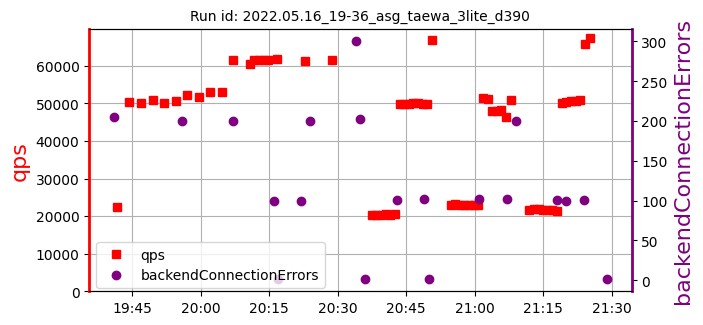 Run id: 2022.05.16_19-36_asg_taewa_3lite_d390
qps
60000
50000
40000
30000
20000
10000
0
backendConnectionErrors
300
250
200
150
100
50
0
qps
backendConnectionErrors
19:45 20:00 20:15 20:30 20:45 21:00 21:15 21:30